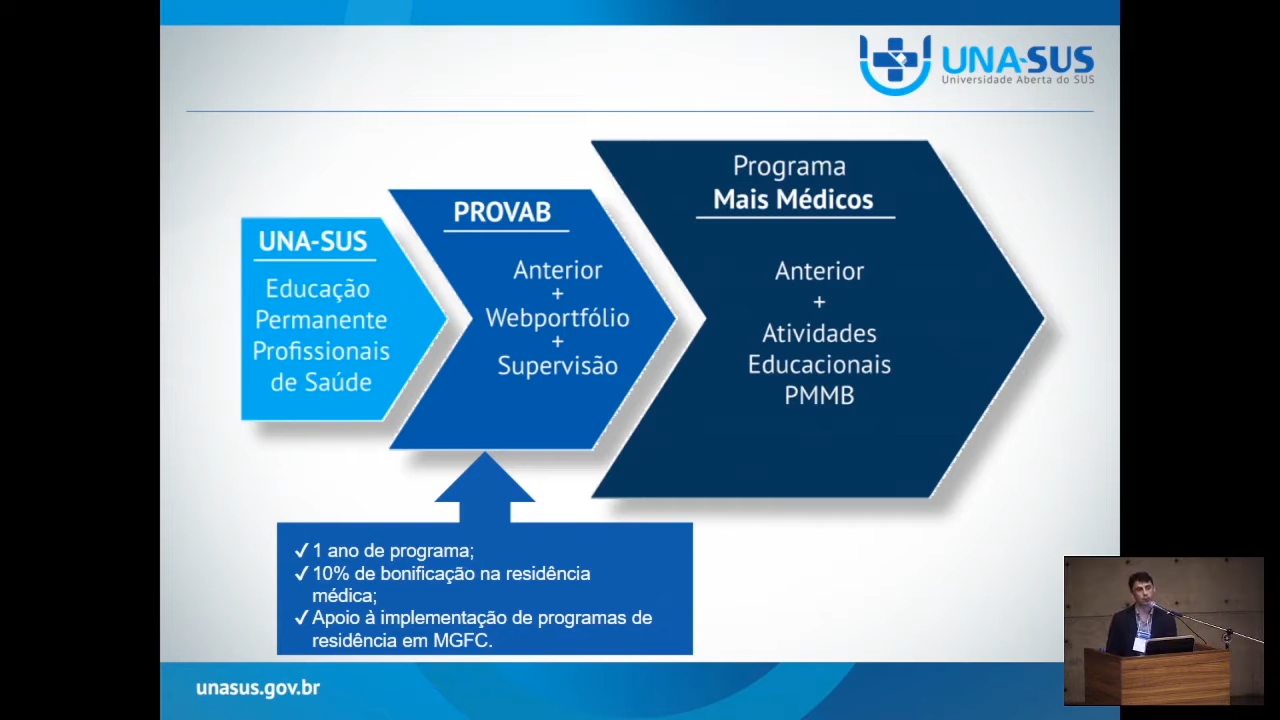 UNA-SUS
Universidade Aberta do SUS
UNA-SUS
Educação
Permanente
Profissionais
de Saúde
PROVAB
Anterior
+
Webportfólio
+
Supervisão
Programa
Mais Médicos
Anterior
+
Atividades
Educacionais
PMMB
✓1 ano de programa;
✓10% de bonificação na residência
médica;
✓Apoio à implementação de programas de
residência em MGFC.
unasus.gov.br